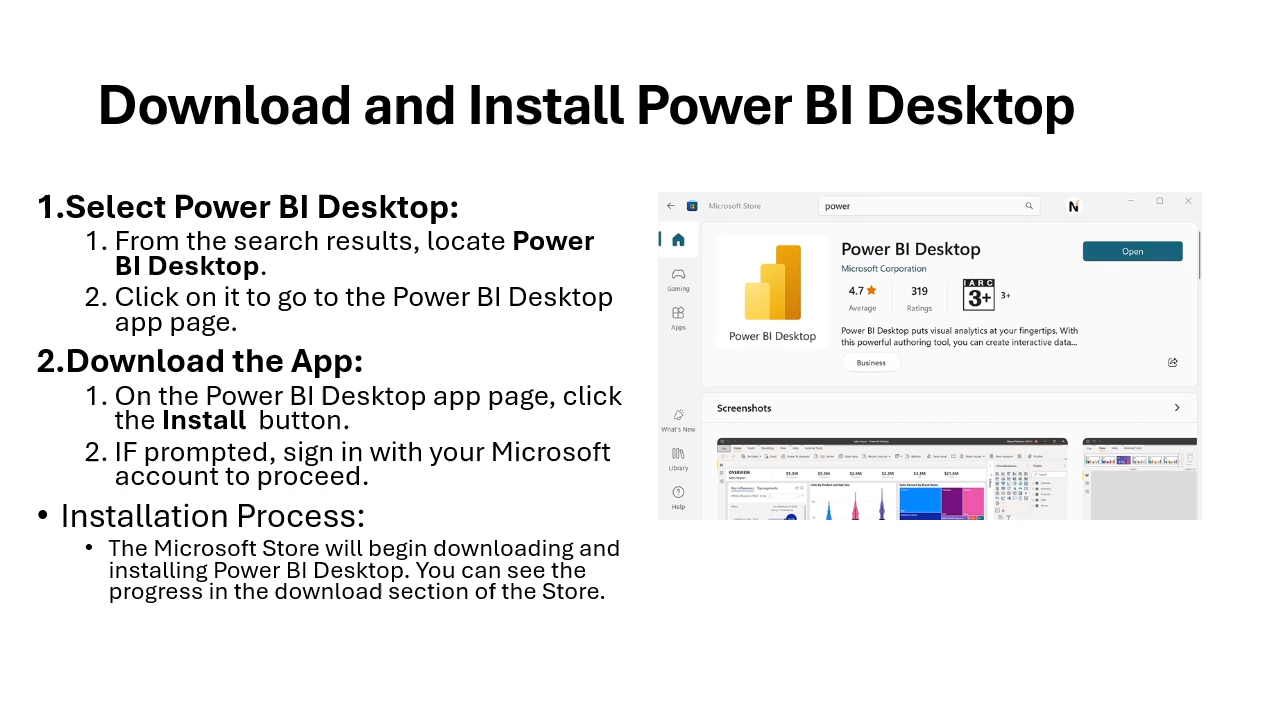 Download and Install Power BI Desktop
1.Select Power BI Desktop:
1. From the search results, locate Power
BI Desktop.
2. Click on it to go to the Power BI Desktop
app page.
2.Download the App:
1. On the Power BI Desktop app page, click
the Install button.
2. IF prompted, sign in with your Microsoft
account to proceed.
• Installation Process:
• The Microsoft Store will begin downloading and
installing Power BI Desktop. You can see the
progress in the download section of the Store.
Microsoft Store
power
Gaming
Apps
What's New
Library
Help
Power BI Desktop
Power BI Desktop
Microsoft Corporation
Open
4.7
Average
319
Ratings
IARC
3+
3+
Power BI Desktop puts visual analytics at your fingertips. With
this powerful authoring tool, you can create interactive data...
Business
Screenshots
OVERVIEW